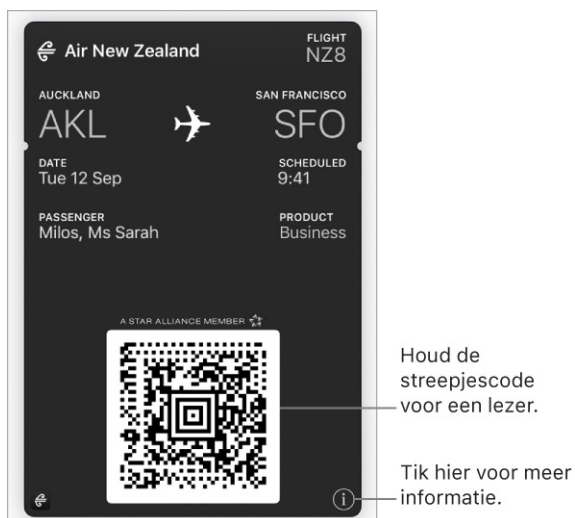 Air New Zealand
FLIGHT
NZ8
AUCKLAND
SAN FRANCISCO
AKL
SFO
DATE
SCHEDULED
Tue 12 Sep
9:41
PASSENGER
PRODUCT
Milos, Ms Sarah
Business
A STAR ALLIANCE MEMBER
Houd de
streepjescode
voor een lezer.
Tik hier voor meer
informatie.